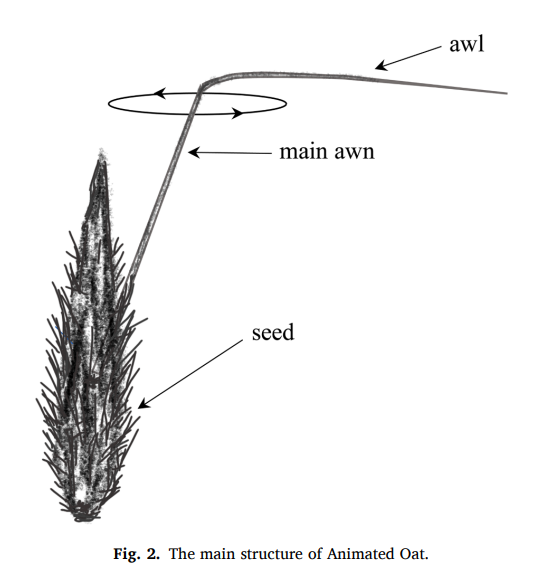 awl
main awn
seed
Fig. 2. The main structure of Animated Oat.